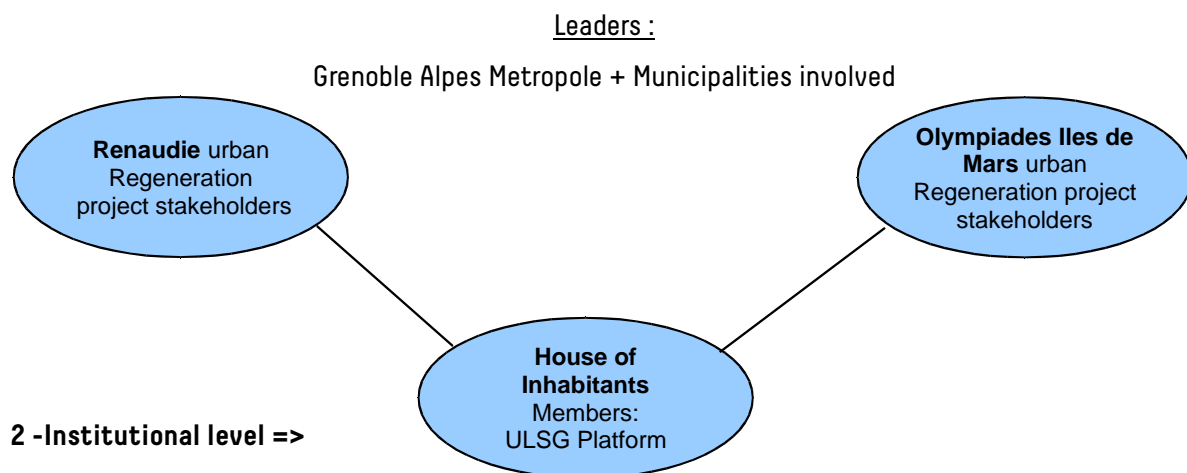 Leaders :
Grenoble Alpes Metropole + Municipalities involved
Renaudie urban
Regeneration
project stakeholders
Olympiades Iles de
Mars urban
Regeneration project
stakeholders
House of
Inhabitants
Members:
ULSG Platform
2 -Institutional level =>